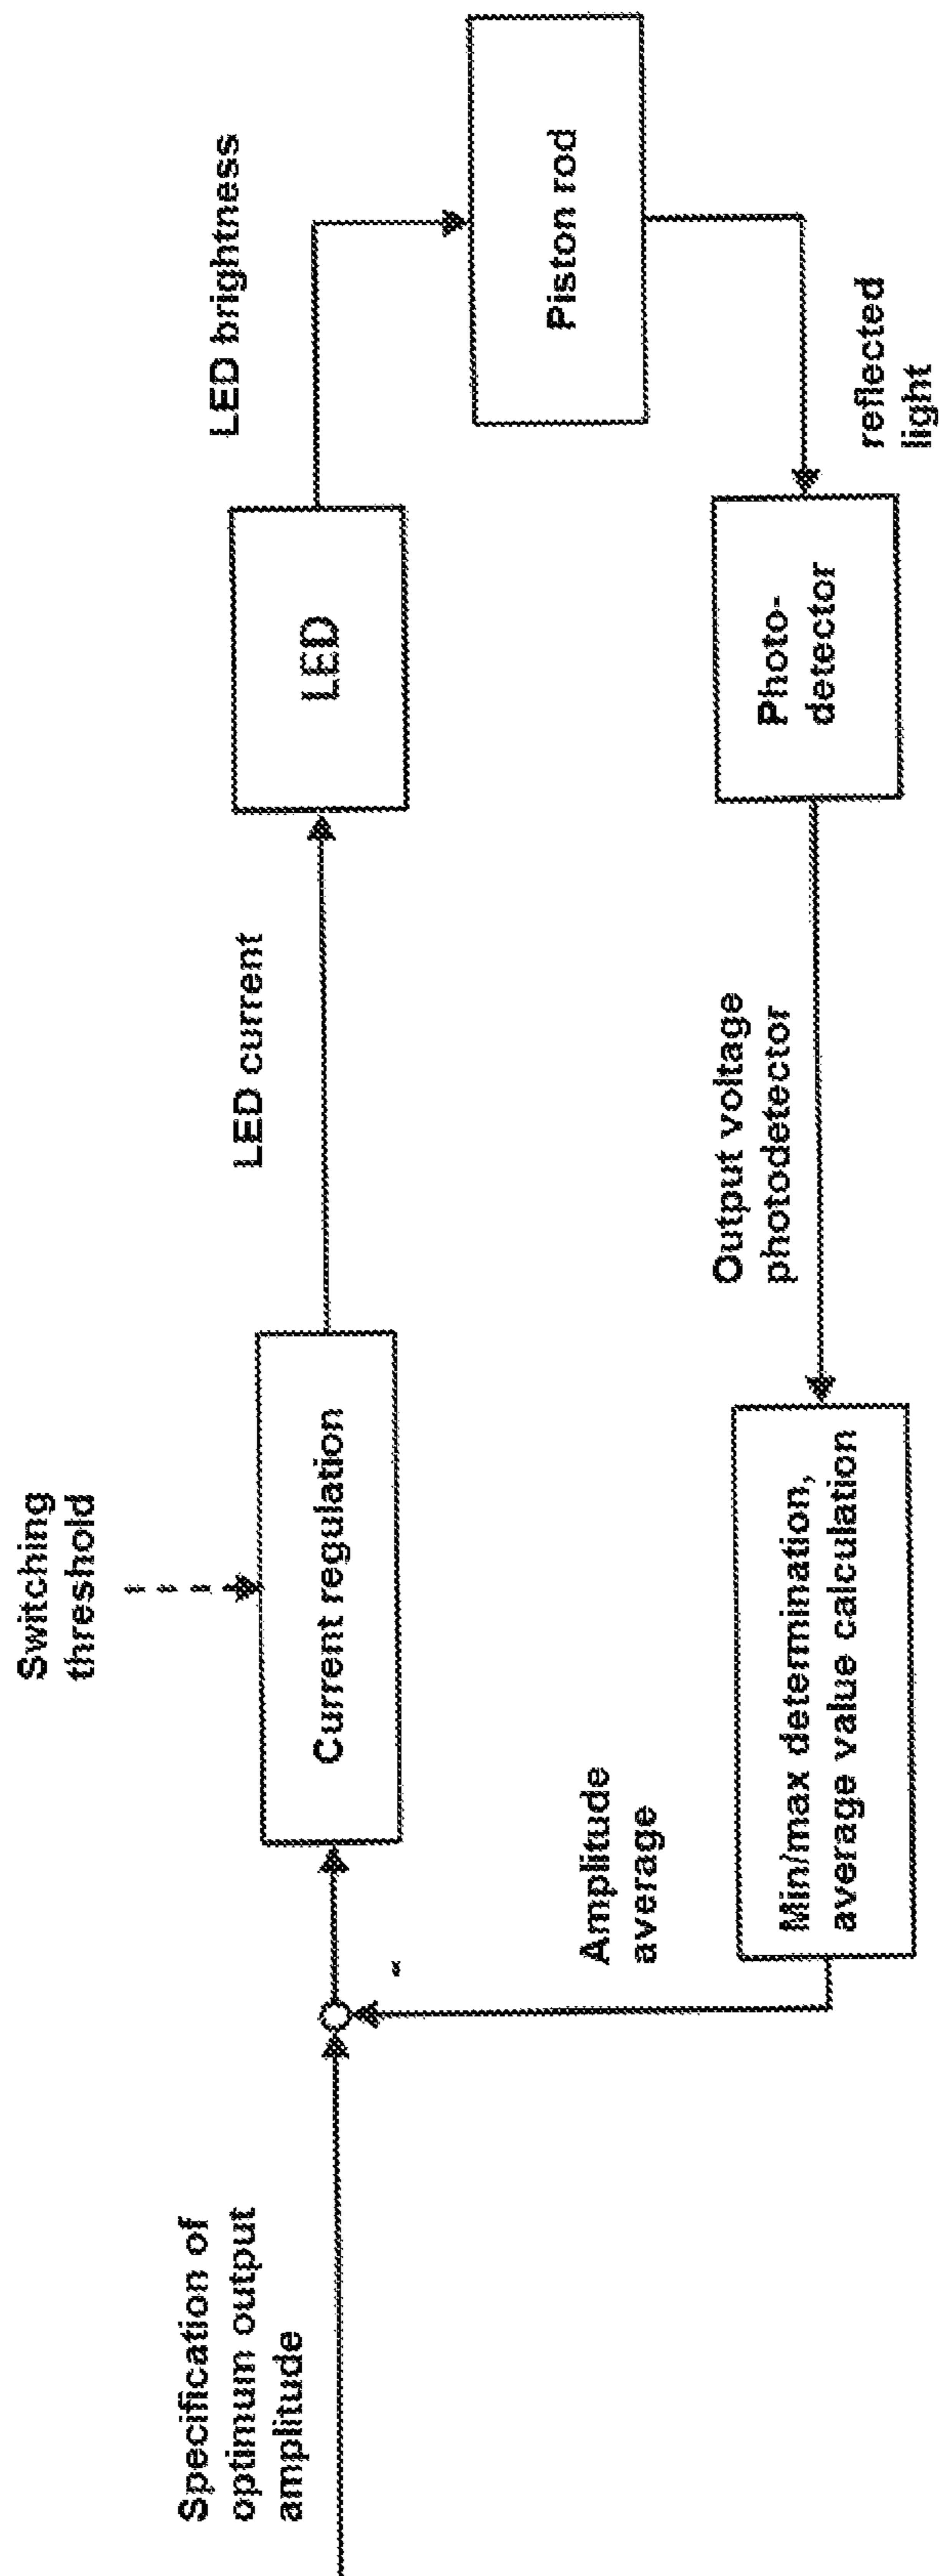 Specification of
optimum output
amplitude
Switching
threshold
Current regulation
LED current
LED
LED brightness
Piston rod
reflected
light
Photo-
detector
Output voltage
photodetector
Min/max determination,
average value calculation
Amplitude
average
-